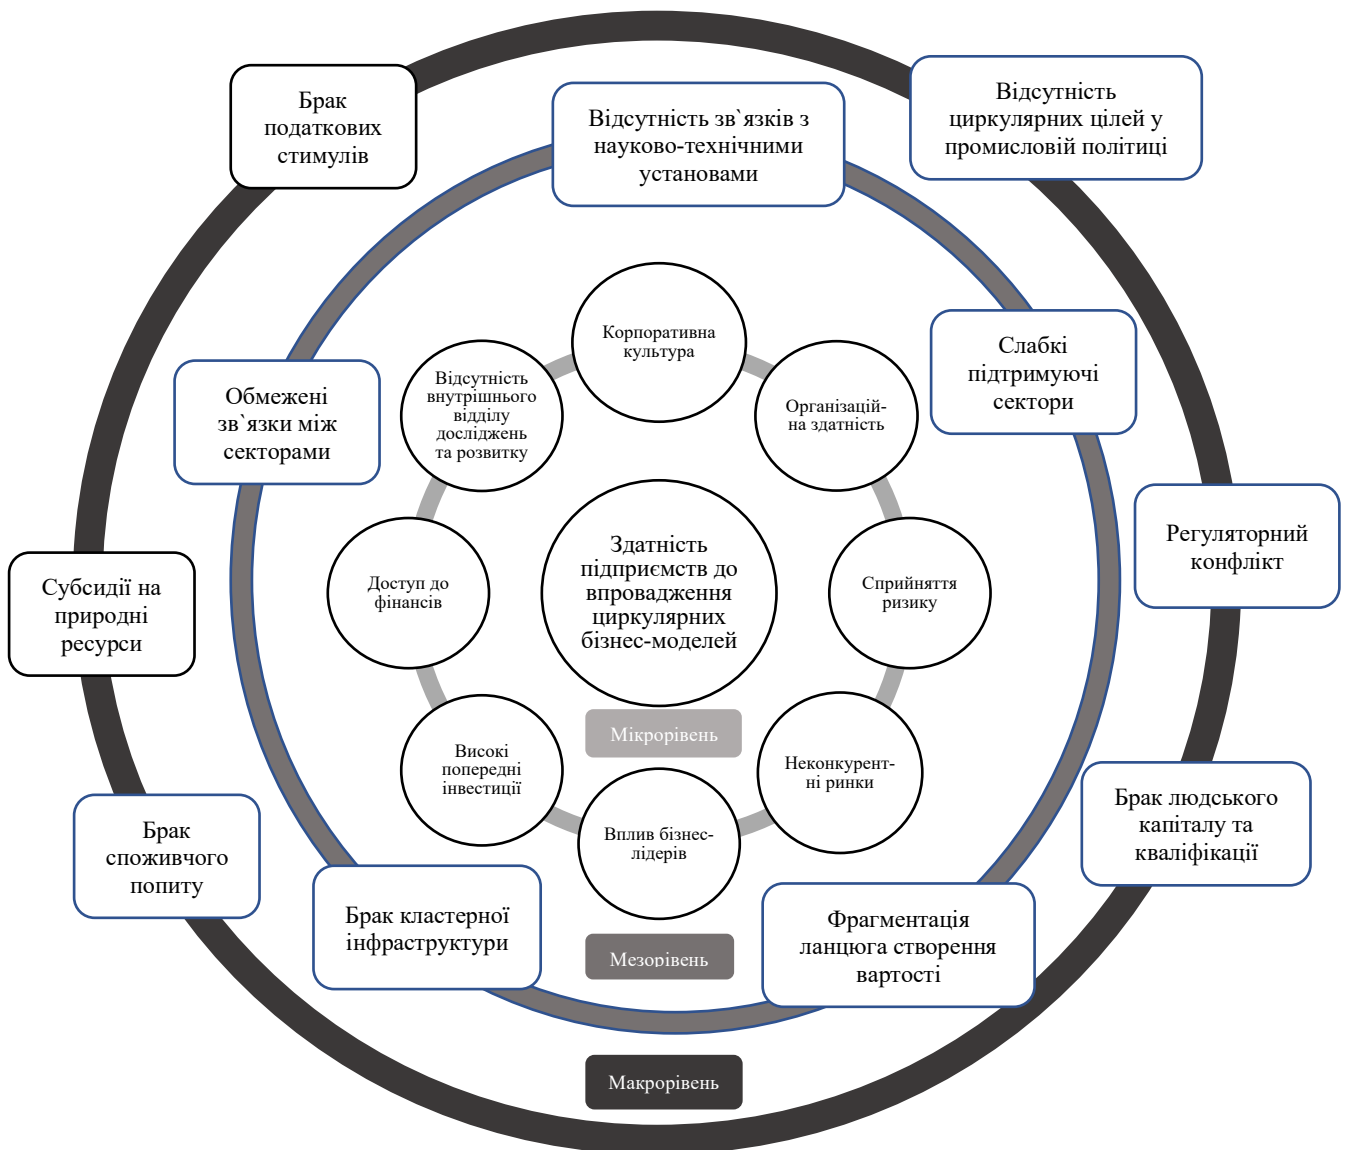 Брак
податкових
стимулів
Відсутність зв`язків з
науково-технічними
установами
Відсутність
циркулярних цілей у
промисловій політиці
Корпоративна
культура
Слабкі
підтримуючі
сектори
Обмежені
зв`язки між
секторами
Відсутність
внутрішнього
відділу
досліджень
та розвитку
Організацій-
на здатність
Регуляторний
конфлікт
Субсидії на
природні
ресурси
Доступ до
фінансів
Здатність
підприємств до
впровадження
циркулярних
бізнес-моделей
Сприйняття
ризику
Мікрорівень
Високі
попередні
інвестиції
Неконкурент-
ні ринки
Брак людського
капіталу та
кваліфікації
Брак
споживчого
попиту
Вплив бізнес-
лідерів
Брак кластерної
інфраструктури
Фрагментація
ланцюга створення
вартості
Мезорівень
Макрорівень